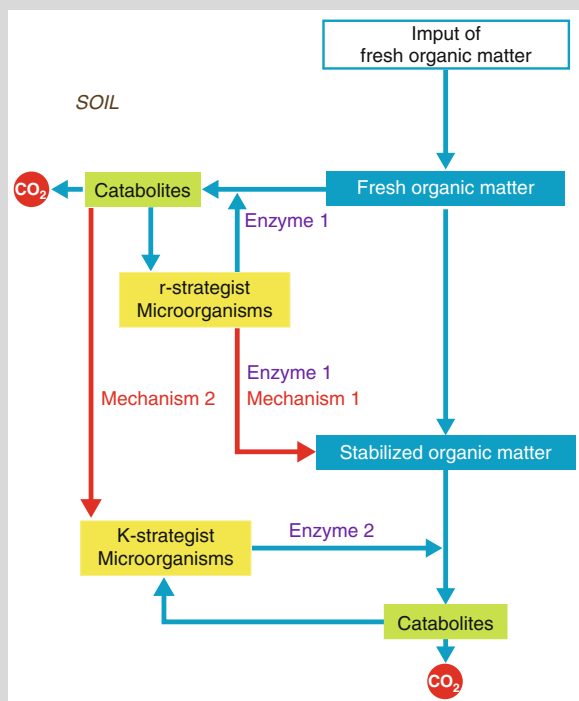 Imput of
fresh organic matter
SOIL
CO₂
Catabolites
Fresh organic matter
Enzyme 1
r-strategist
Microorganisms
Enzyme 1
Mechanism 2
Mechanism 1
Stabilized organic matter
K-strategist
Microorganisms
Enzyme 2
Catabolites
CO₂